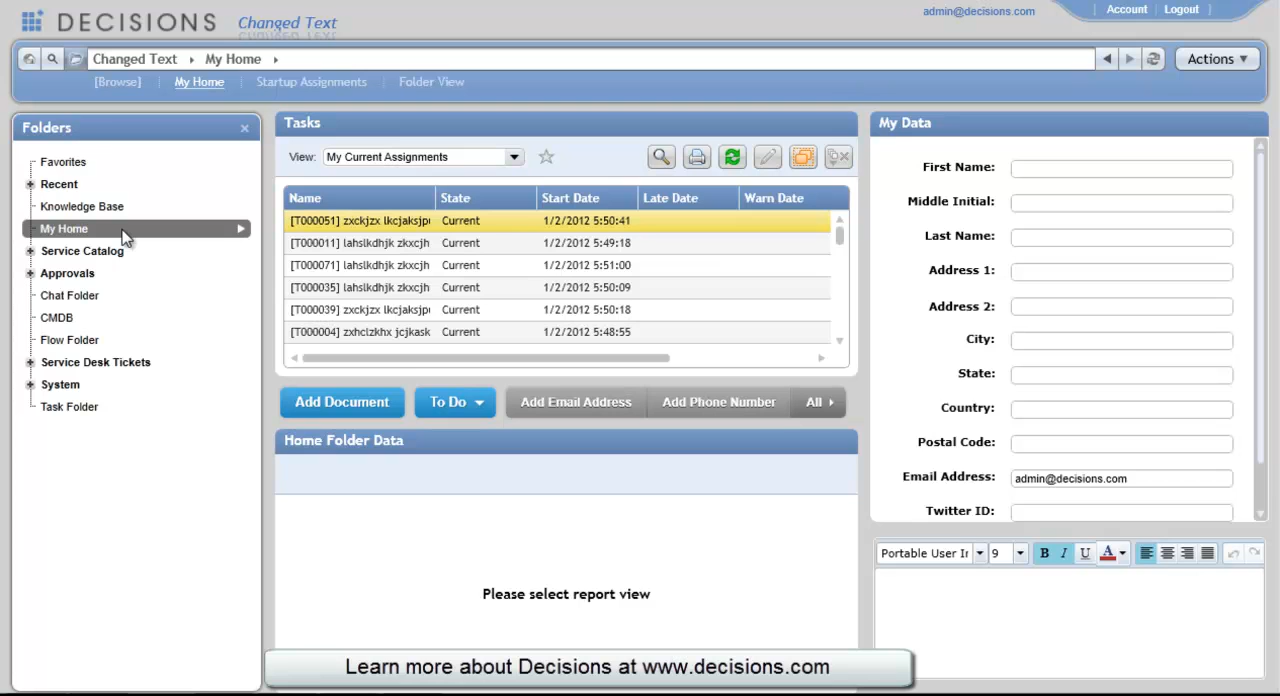 DECISIONS
Changed Text
admin@decisions.com
Account
Logout
Changed Text
My Home
Actions
[Browse]
My Home
Startup Assignments
Folder View
Folders
Favorites
Recent
Knowledge Base
My Home
Service Catalog
Approvals
Chat Folder
CMDB
Flow Folder
Service Desk Tickets
System
Task Folder
Tasks
View: My Current Assignments
Name State Start Date Late Date Warn Date
[T000051] zxckjzx lkcjaksjp Current 1/2/2012 5:50:41
[T000011] lahslkdhjk zkxcjh Current 1/2/2012 5:49:18
[T000071] lahslkdhjk zkxcjh Current 1/2/2012 5:51:00
[T000035] lahslkdhjk zkxcjh Current 1/2/2012 5:50:09
[T000039] zxckjzx lkcjaksjp Current 1/2/2012 5:50:18
[T000004] zxhclzkhx jcjkask Current 1/2/2012 5:48:55
Add Document
To Do
Add Email Address
Add Phone Number
All
Home Folder Data
Please select report view
My Data
First Name:
Middle Initial:
Last Name:
Address 1:
Address 2:
City:
State:
Country:
Postal Code:
Email Address: admin@decisions.com
Twitter ID:
Portable User 9 B I U A
Learn more about Decisions at www.decisions.com